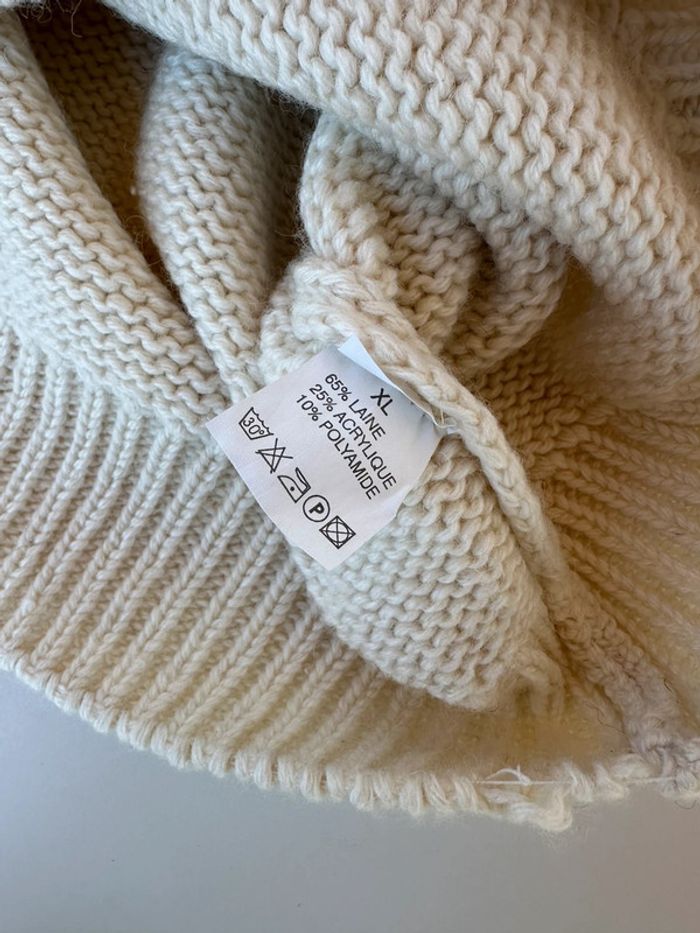 XL
65% LAINE
25% ACRYLIQUE
10% POLYAMIDE
30° P